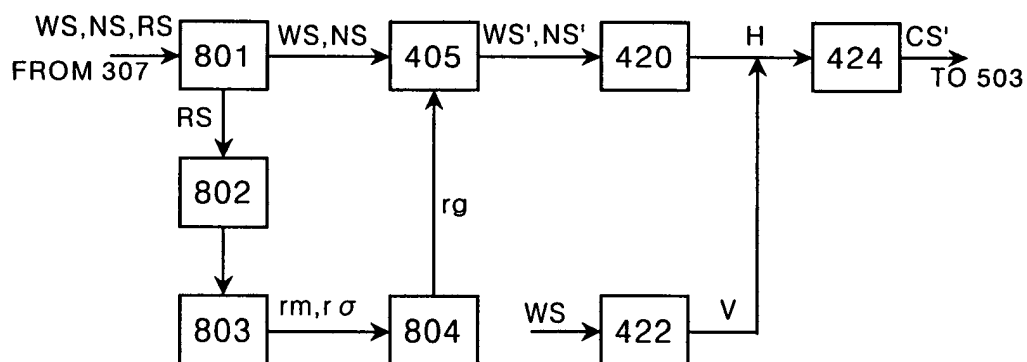 WS,NS,RS
FROM 307
801
WS,NS
405
WS',NS'
420
H
424
CS'
TO 503
RS
802
rg
803
rm,rσ
804
WS
422
V